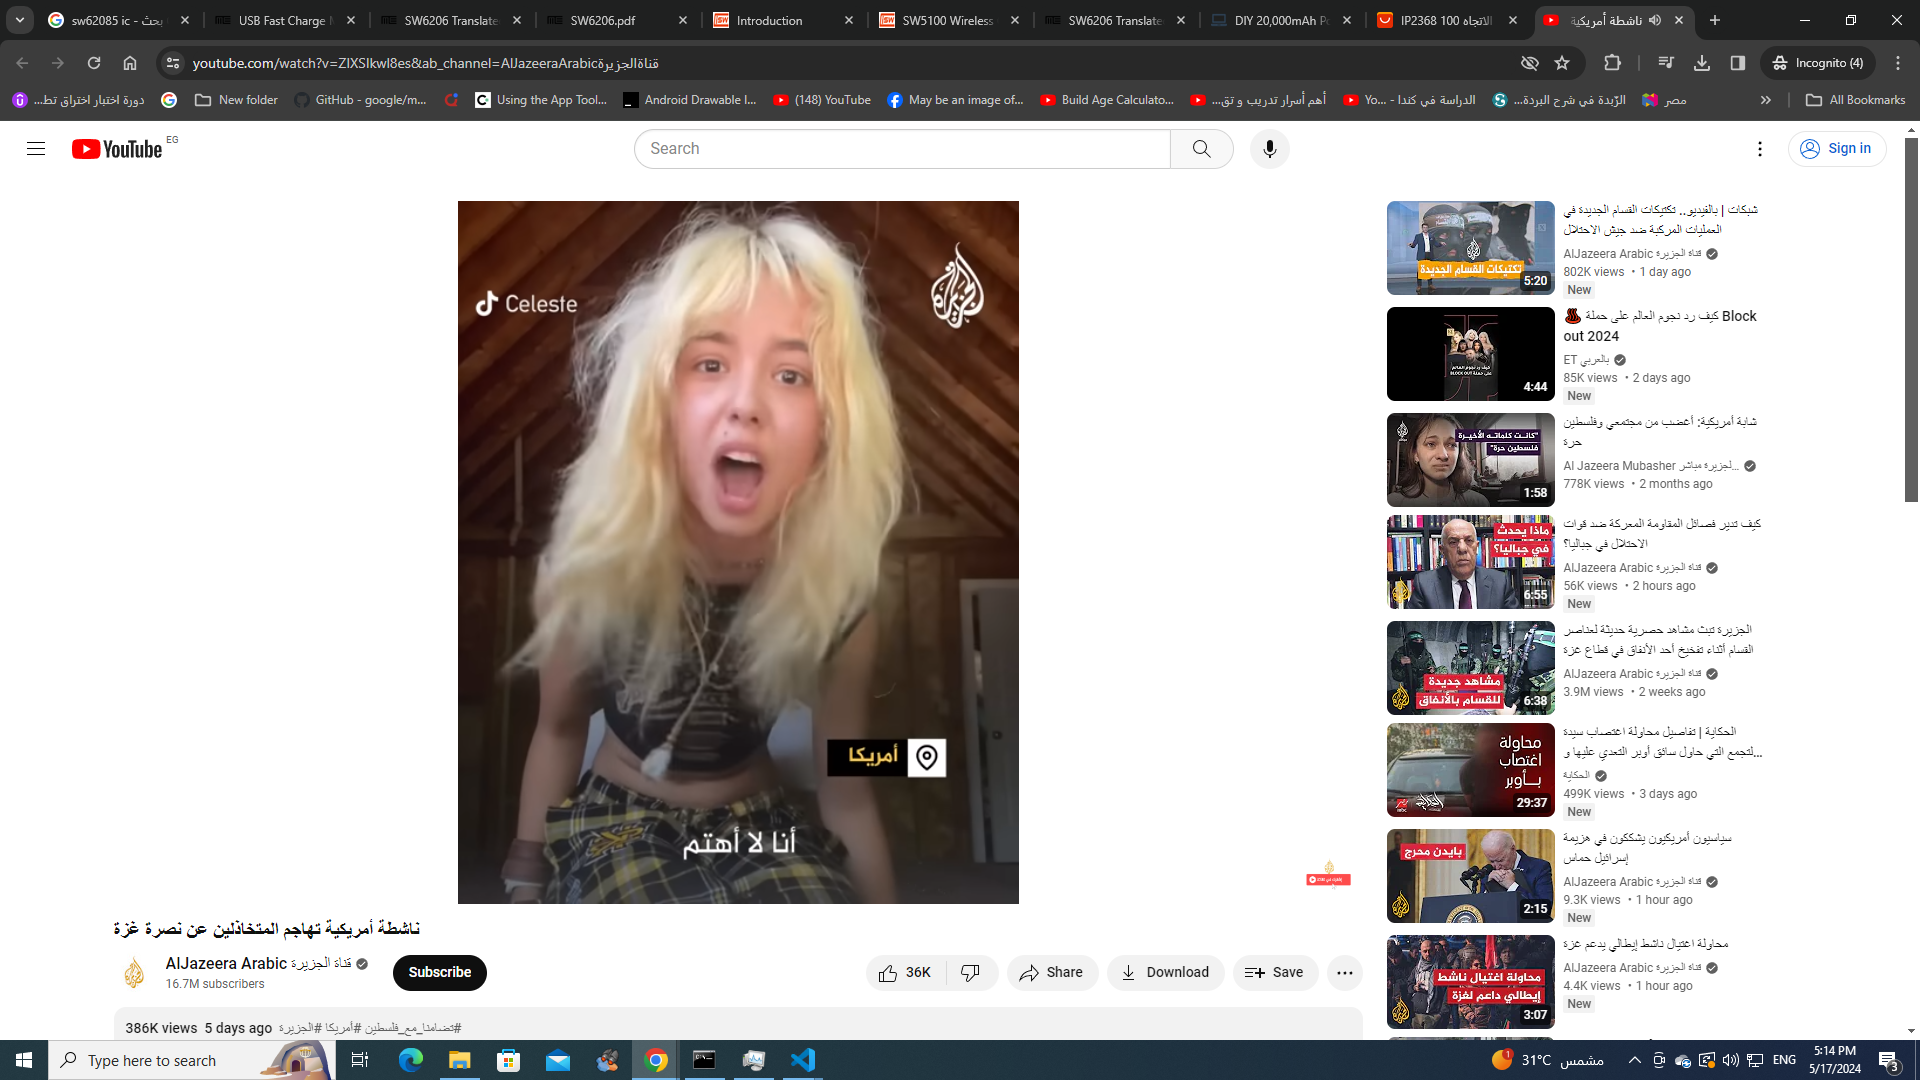 sw62085 ic - بحث
USB Fast Charge
SW6206 Translate
SW6206.pdf
Introduction
SW5100 Wireless
SW6206 Translate
DIY 20,000mAh Po
IP2368 100 الاتجاه
ناشطة أمريكية
youtube.com/watch?v=ZIXSIkwI8es&ab_channel=AlJazeeraArabicقناةالجزيرة
Incognito (4)
دورة اختبار اختراق تط...
New folder
GitHub - google/m...
Using the App Tool...
Android Drawable I...
(148) YouTube
May be an image of...
Build Age Calculato...
أهم أسرار تدريب و تق...
الدراسة في كندا - Yo...
الزّبدة في شرح البردة...
مصر
All Bookmarks
YouTube EG
Search
Sign in
Celeste
أمريكا
أنا لا أهتم
ناشطة أمريكية تهاجم المتخاذلين عن نصرة غزة
AlJazeera Arabic قناة الجزيرة
16.7M subscribers
Subscribe
36K
Share
Download
Save
386K views 5 days ago #تضامنا_مع_فلسطين #أمريكا #الجزيرة
تكتيكات القسام الجديدة
5:20
شبكات | بالفيديو.. تكتيكات القسام الجديدة في
العمليات المركبة ضد جيش الاحتلال
AlJazeera Arabic قناة الجزيرة
802K views • 1 day ago
New
كيف رد نجوم العالم
على حملة BLOCK OUT
4:44
كيف رد نجوم العالم على حملة Block
out 2024
ET بالعربي
85K views • 2 days ago
New
"كانت كلماته الأخيرة
فلسطين حرة"
1:58
شابة أمريكية: أغضب من مجتمعي وفلسطين
حرة
Al Jazeera Mubasher الجزيرة مباشر...
778K views • 2 months ago
ماذا يحدث
في جباليا؟
6:55
كيف تدير فصائل المقاومة المعركة ضد قوات
الاحتلال في جباليا؟
AlJazeera Arabic قناة الجزيرة
56K views • 2 hours ago
New
مشاهد جديدة
للقسام بالأنفاق
6:38
الجزيرة تبث مشاهد حصرية حديثة لعناصر
القسام أثناء تفخيخ أحد الأنفاق في قطاع غزة
AlJazeera Arabic قناة الجزيرة
3.9M views • 2 weeks ago
محاولة
اغتصاب
بـأوبر
29:37
الحكاية | تفاصيل محاولة اغتصاب سيدة
لتجمع التي حاول سائق أوبر التعدي عليها و...
الحكاية
499K views • 3 days ago
New
بايدن محرج
2:15
سياسيون أمريكيون يشككون في هزيمة
إسرائيل حماس
AlJazeera Arabic قناة الجزيرة
9.3K views • 1 hour ago
New
محاولة اغتيال ناشط
إيطالي داعم لغزة
3:07
محاولة اغتيال ناشط إيطالي يدعم غزة
AlJazeera Arabic قناة الجزيرة
4.4K views • 1 hour ago
New
Type here to search
31°C مشمس
ENG
5:14 PM
5/17/2024
3